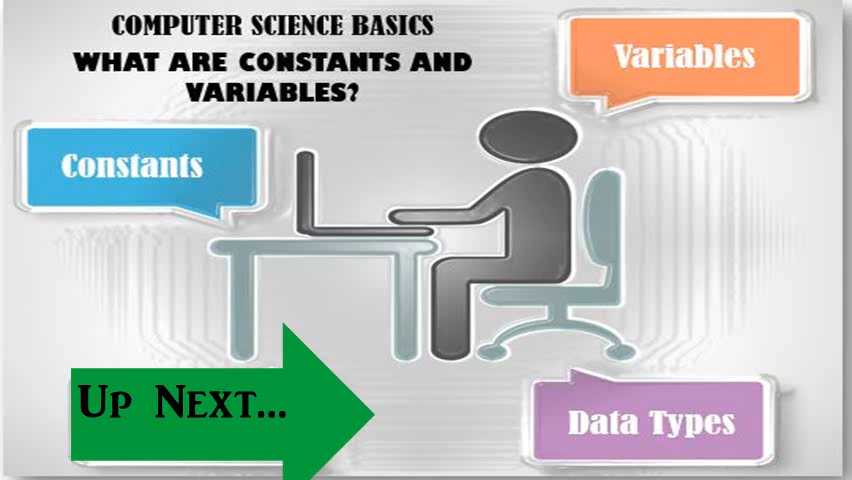 COMPUTER SCIENCE BASICS
WHAT ARE CONSTANTS AND
VARIABLES?
Variables
Constants
Up Next...
Data Types